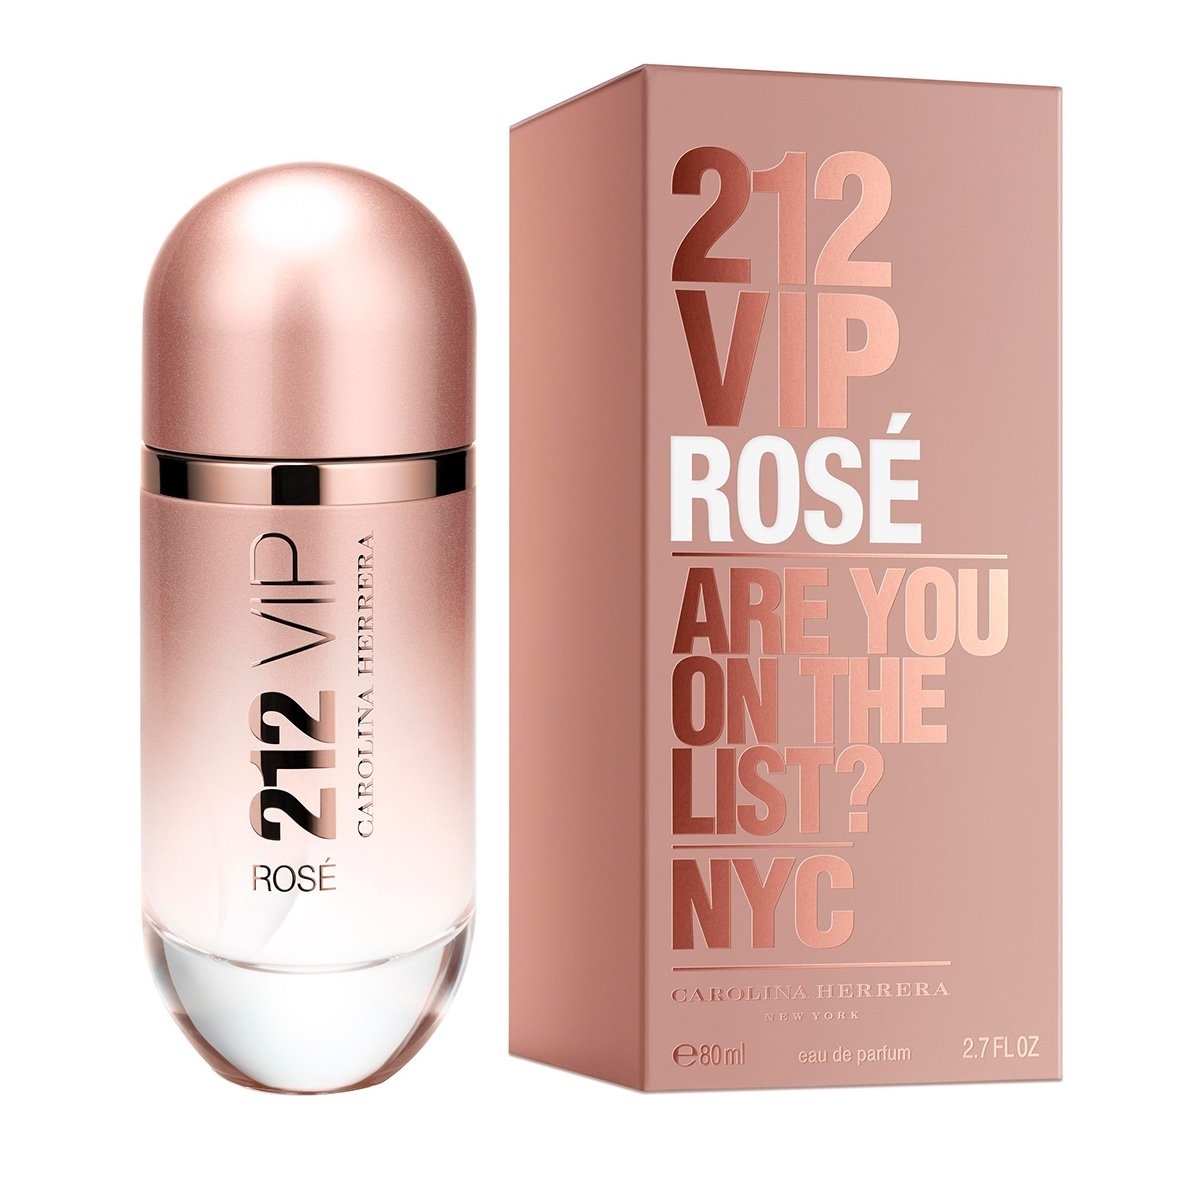 212 VIP
CAROLINA HERRERA
ROSÉ
212
VIP
ROSÉ
ARE YOU
ON THE
LIST?
NYC
CAROLINA HERRERA
NEW YORK
℮80ml eau de parfum 2.7 FL OZ